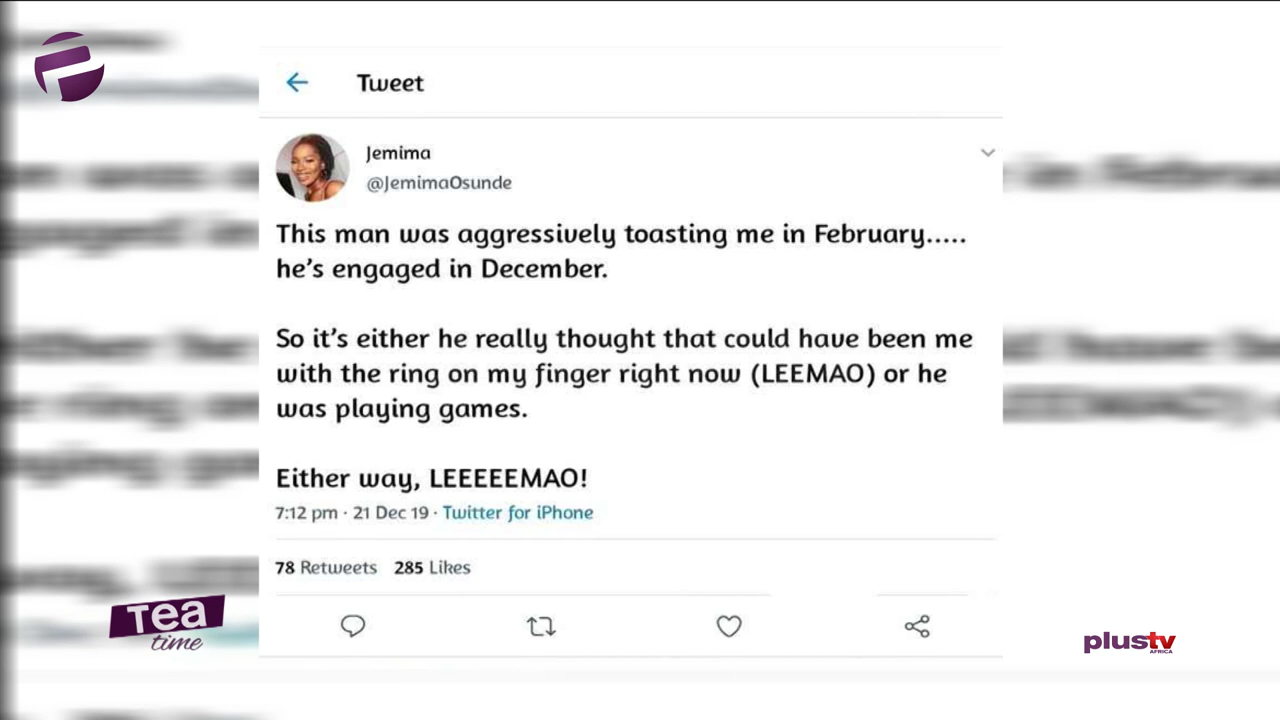 Tweet
Jemima
@JemimaOsunde
This man was aggressively toasting me in February.....
he's engaged in December.
So it's either he really thought that could have been me
with the ring on my finger right now (LEEMAO) or he
was playing games.
Either way, LEEEEEMAO!
7:12 pm · 21 Dec 19 · Twitter for iPhone
78 Retweets 285 Likes
Tea
time
plustv
AFRICA